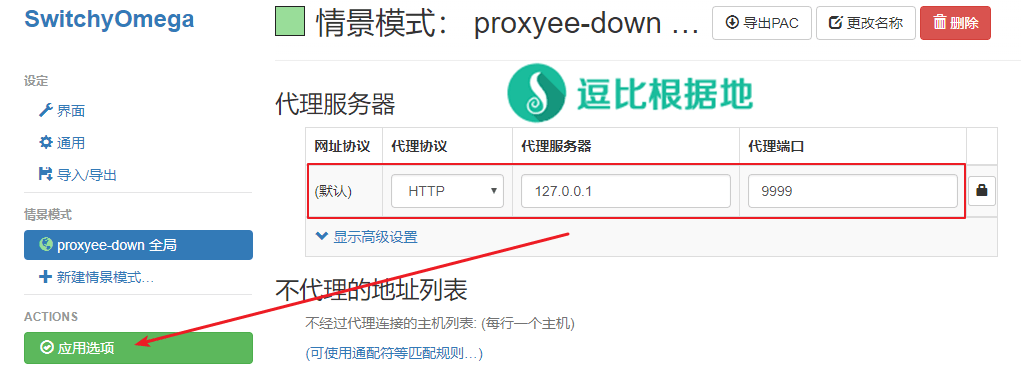 SwitchyOmega
设定
界面
通用
导入/导出
情景模式
proxyee-down 全局
新建情景模式…
ACTIONS
应用选项
情景模式： proxyee-down …
导出PAC
更改名称
删除
逗比根据地
代理服务器
网址协议 代理协议 代理服务器 代理端口
(默认) HTTP 127.0.0.1 9999
显示高级设置
不代理的地址列表
不经过代理连接的主机列表: (每行一个主机)
(可使用通配符等匹配规则…)